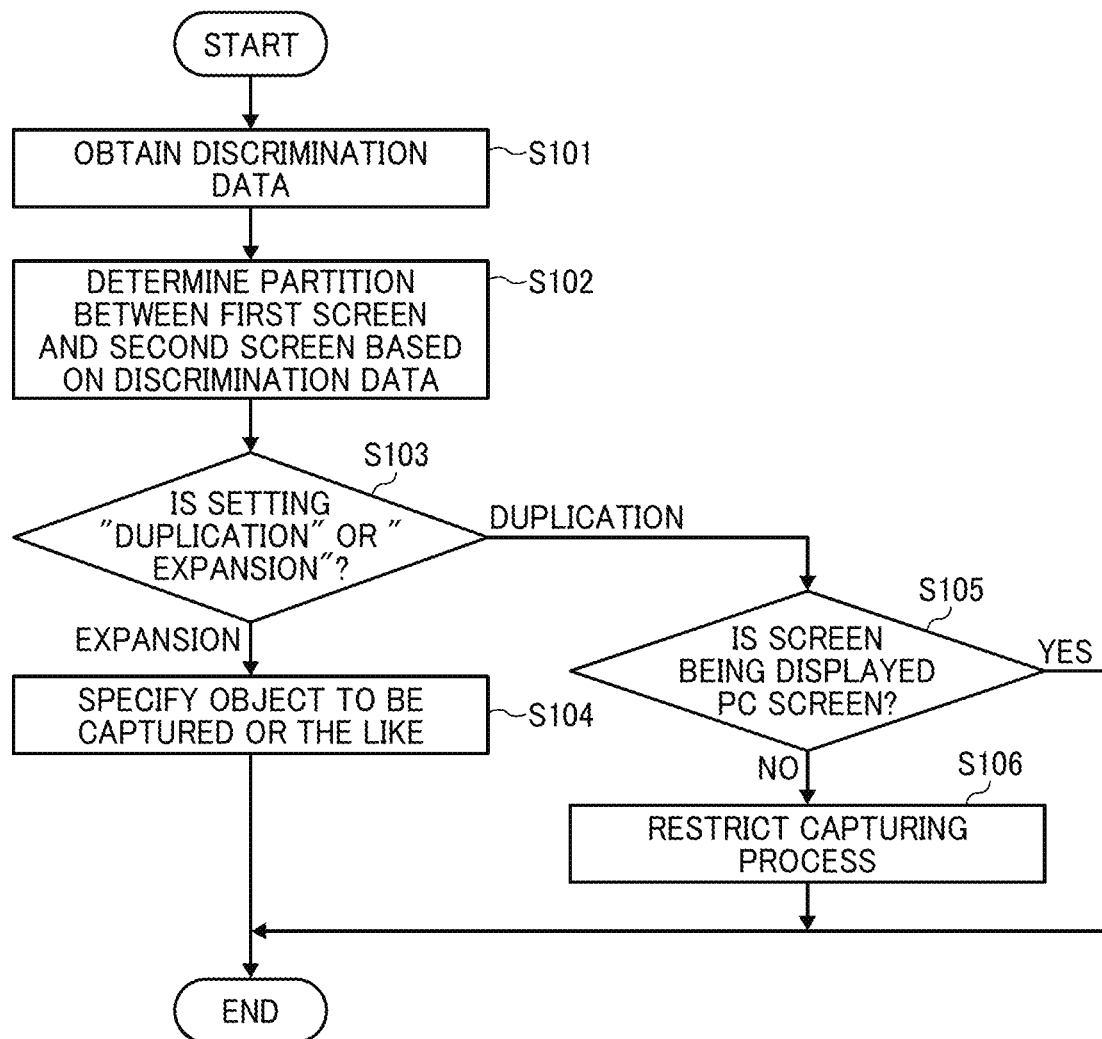 START
OBTAIN DISCRIMINATION
DATA
S101
DETERMINE PARTITION
BETWEEN FIRST SCREEN
AND SECOND SCREEN BASED
ON DISCRIMINATION DATA
S102
S103
IS SETTING
"DUPLICATION" OR "
EXPANSION"?
DUPLICATION
EXPANSION
SPECIFY OBJECT TO BE
CAPTURED OR THE LIKE
S104
S105
IS SCREEN
BEING DISPLAYED
PC SCREEN?
YES
NO
S106
RESTRICT CAPTURING
PROCESS
END